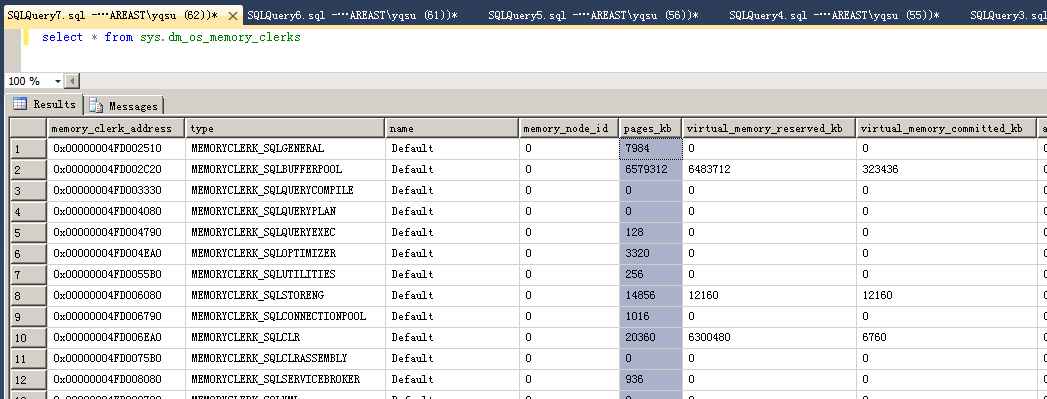 SQLQuery7.sql -···AREAST\yqsu (62))* SQLQuery6.sql -···AREAST\yqsu (61))* SQLQuery5.sql -···AREAST\yqsu (56))* SQLQuery4.sql -···AREAST\yqsu (55))* SQLQuery3.sql
select * from sys.dm_os_memory_clerks
100 %
Results Messages
memory_clerk_address type name memory_node_id pages_kb virtual_memory_reserved_kb virtual_memory_committed_kb a
1 0x00000004FD002510 MEMORYCLERK_SQLGENERAL Default 0 7984 0 0
2 0x00000004FD002C20 MEMORYCLERK_SQLBUFFERPOOL Default 0 6579312 6483712 323436
3 0x00000004FD003330 MEMORYCLERK_SQLQUERYCOMPILE Default 0 0 0 0
4 0x00000004FD004080 MEMORYCLERK_SQLQUERYPLAN Default 0 0 0 0
5 0x00000004FD004790 MEMORYCLERK_SQLQUERYEXEC Default 0 128 0 0
6 0x00000004FD004EA0 MEMORYCLERK_SQLOPTIMIZER Default 0 3320 0 0
7 0x00000004FD0055B0 MEMORYCLERK_SQLUTILITIES Default 0 256 0 0
8 0x00000004FD006080 MEMORYCLERK_SQLSTORENG Default 0 14856 12160 12160
9 0x00000004FD006790 MEMORYCLERK_SQLCONNECTIONPOOL Default 0 1016 0 0
10 0x00000004FD006EA0 MEMORYCLERK_SQLCLR Default 0 20360 6300480 6760
11 0x00000004FD0075B0 MEMORYCLERK_SQLCLRASSEMBLY Default 0 0 0 0
12 0x00000004FD008080 MEMORYCLERK_SQLSERVICEBROKER Default 0 936 0 0